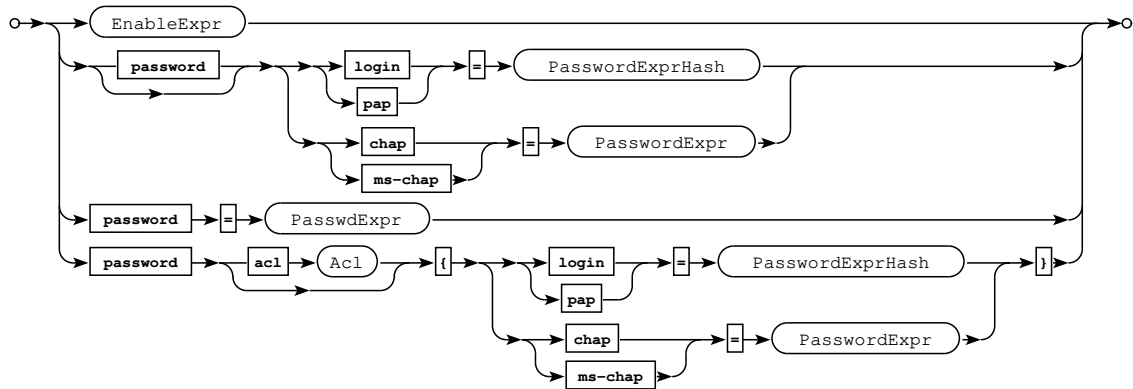 EnableExpr
password login = PasswordExprHash
pap
chap = PasswordExpr
ms-chap
password = PasswdExpr
password acl Acl { login = PasswordExprHash }
pap
chap = PasswordExpr
ms-chap